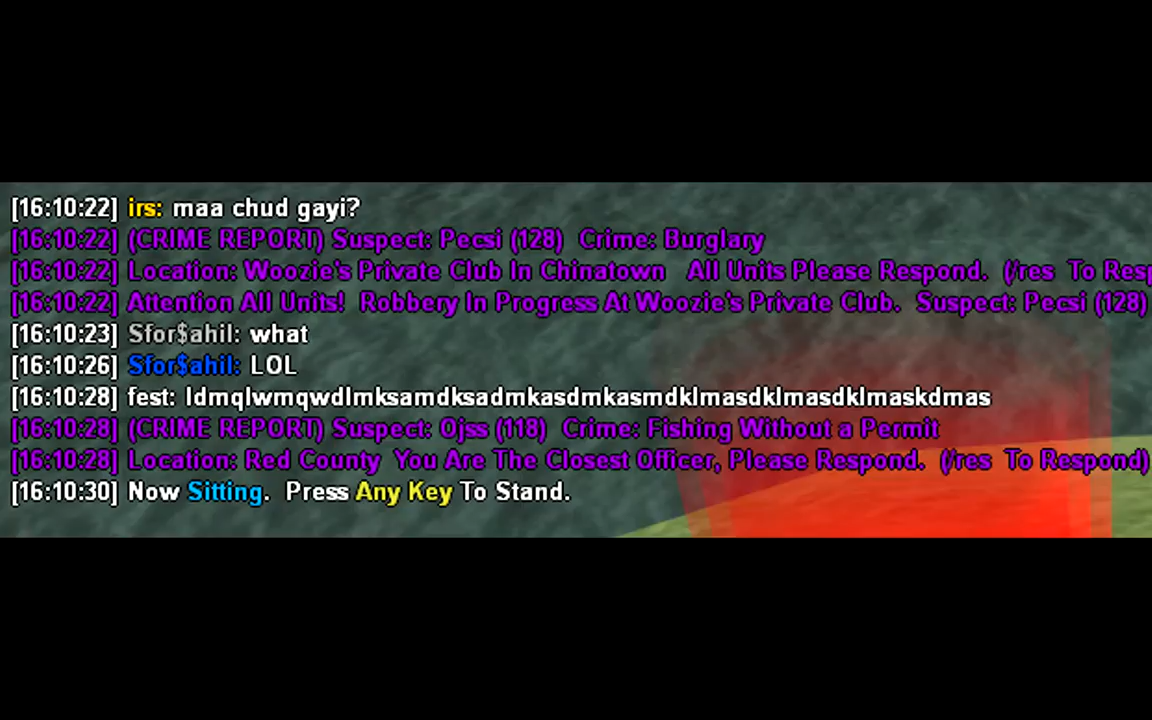 [16:10:22] irs: maa chud gayi?
[16:10:22] (CRIME REPORT) Suspect: Pecsi (128)  Crime: Burglary
[16:10:22] Location: Woozie's Private Club In Chinatown   All Units Please Respond.  (/res  To Resp
[16:10:22] Attention All Units!  Robbery In Progress At Woozie's Private Club.  Suspect: Pecsi (128)
[16:10:23] Sfor$ahil: what
[16:10:26] Sfor$ahil: LOL
[16:10:28] fest: ldmqlwmqwdlmksamdksadmkasdmkasmdklmasdklmasdklmaskdmas
[16:10:28] (CRIME REPORT) Suspect: Ojss (118)  Crime: Fishing Without a Permit
[16:10:28] Location: Red County  You Are The Closest Officer, Please Respond.  (/res  To Respond)
[16:10:30] Now Sitting.  Press Any Key To Stand.